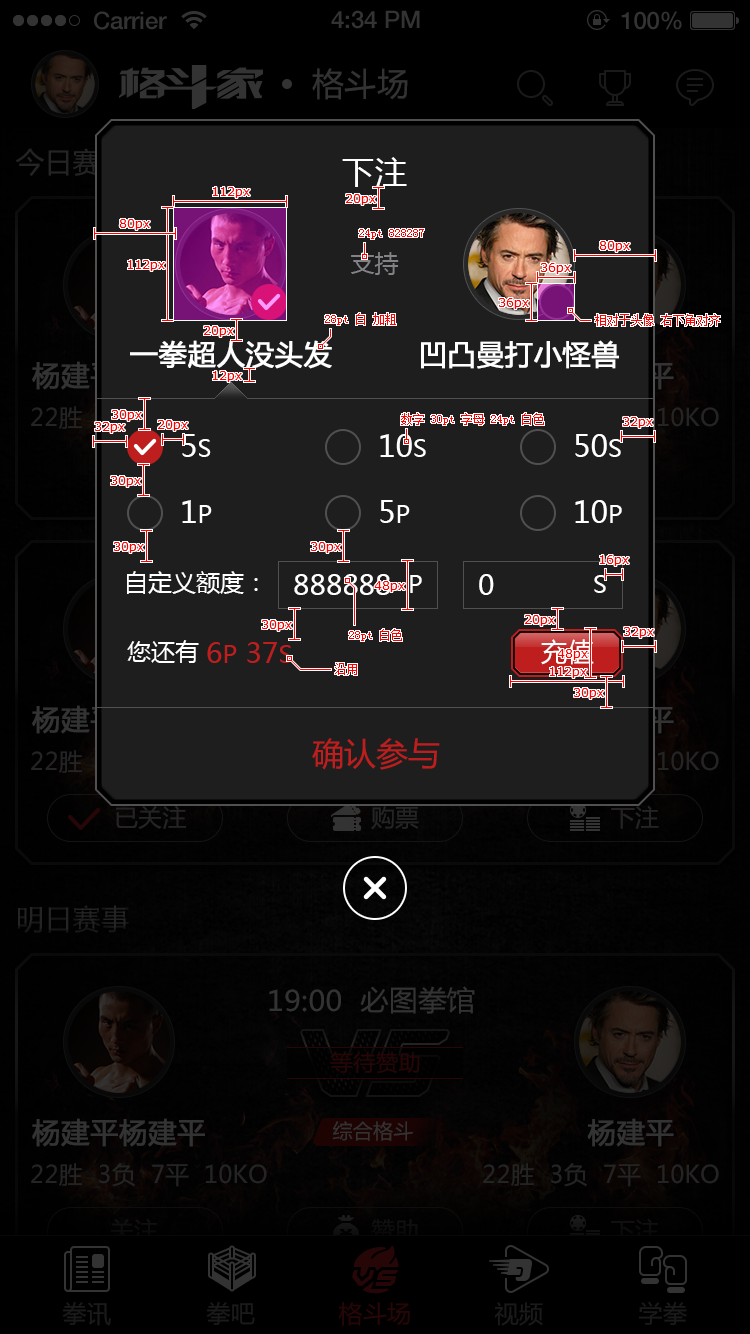 Carrier 4:34 PM 100%
格斗家 · 格斗场
今日赛
下注
112px
20px
80px
24pt 828287
支持
112px
80px
36px
36px
相对于头像 右下角对齐
20px
28pt 白 加粗
一拳超人没头发 凹凸曼打小怪兽
12px
杨建 平
22胜 10KO
30px
32px
20px
数字 30pt 字母 24pt 白色
32px
5S 10S 50S
30px
1P 5P 10P
30px
30px
16px
自定义额度： 888888 P 0 S
48px
30px
28pt 白色
20px
32px
您还有 6P 37S 充值
沿用
48px
112px
30px
杨建 平
22胜 10KO
确认参与
已关注 购票 下注
明日赛事
19:00 必图拳馆
VS
等待赞助
杨建平杨建平 综合格斗 杨建平
22胜 3负 7平 10KO 22胜 3负 7平 10KO
关注 赞助 下注
拳讯 拳吧 格斗场 视频 学拳